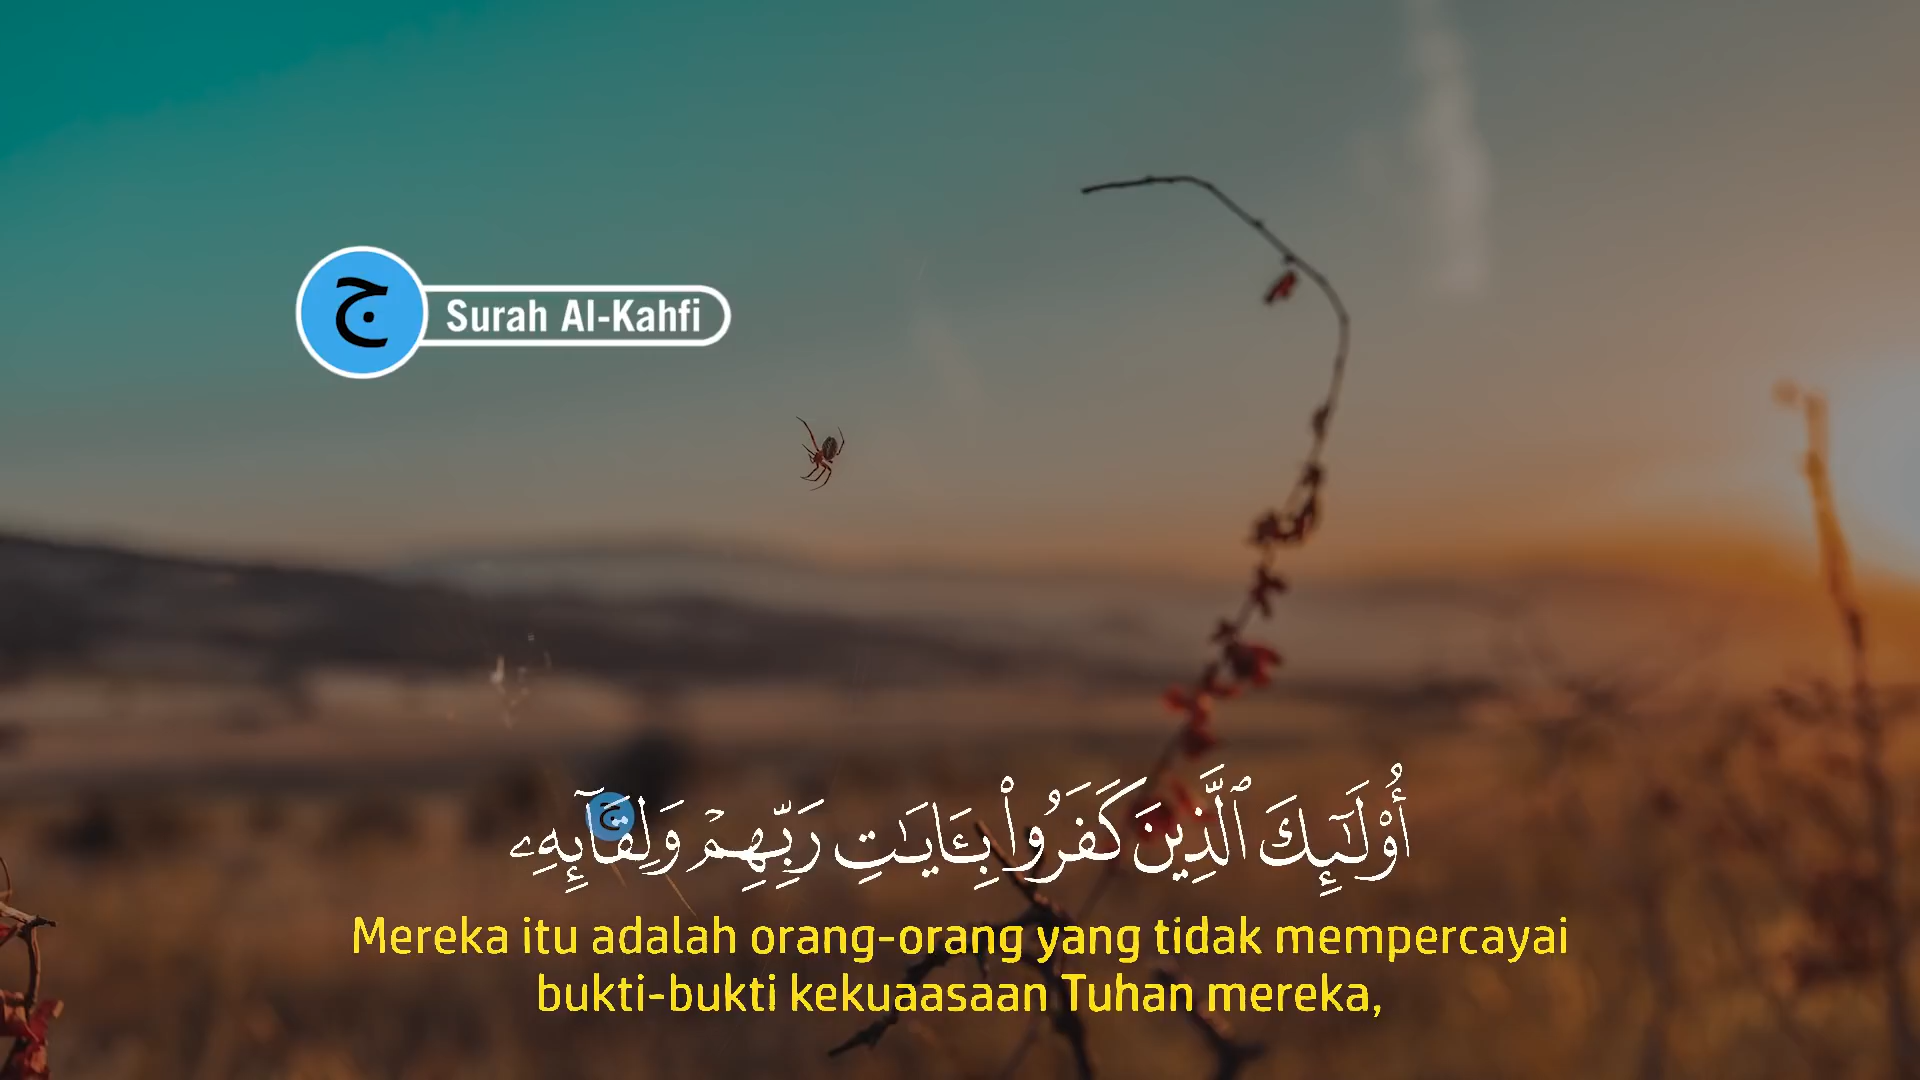 ج
Surah Al-Kahfi
أُو۟لَـٰٓئِكَ ٱلَّذِينَ كَفَرُوا۟ بِـَٔايَـٰتِ رَبِّهِمْ وَلِقَآئِهِۦ
ج
Mereka itu adalah orang-orang yang tidak mempercayai
bukti-bukti kekuaasaan Tuhan mereka,